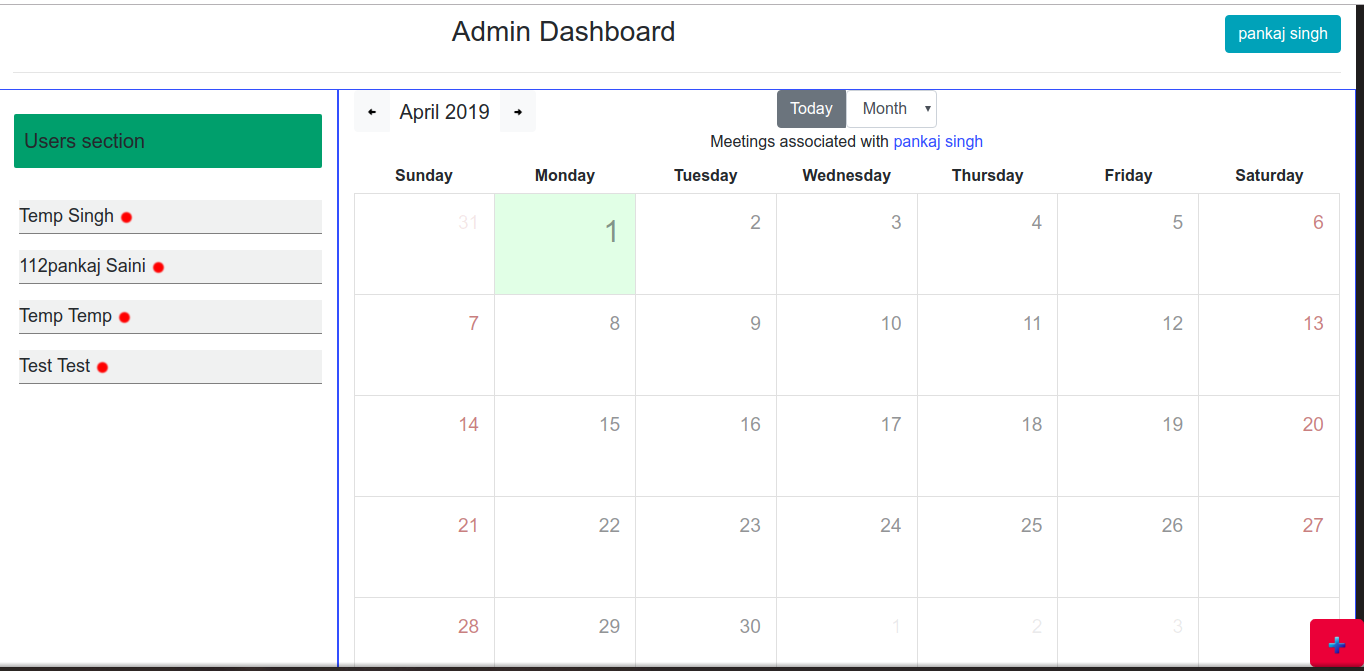 Admin Dashboard
pankaj singh
Users section
Temp Singh
112pankaj Saini
Temp Temp
Test Test
April 2019
Today Month
Meetings associated with pankaj singh
Sunday Monday Tuesday Wednesday Thursday Friday Saturday
31 1 2 3 4 5 6
7 8 9 10 11 12 13
14 15 16 17 18 19 20
21 22 23 24 25 26 27
28 29 30 1 2 3